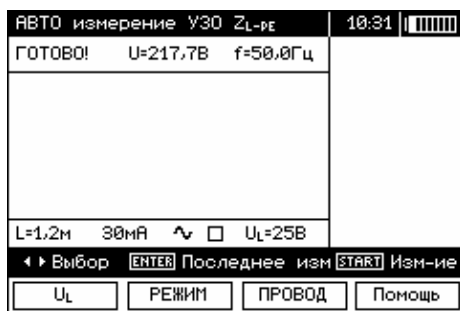 АВТО измерение УЗО ZL-PE 10:31
ГОТОВО! U=217,7В f=50,0Гц
L=1,2м 30мА ∿ □ UL=25В
◂ ▸ Выбор ENTER Последнее изм START Изм-ие
UL РЕЖИМ ПРОВОД Помощь